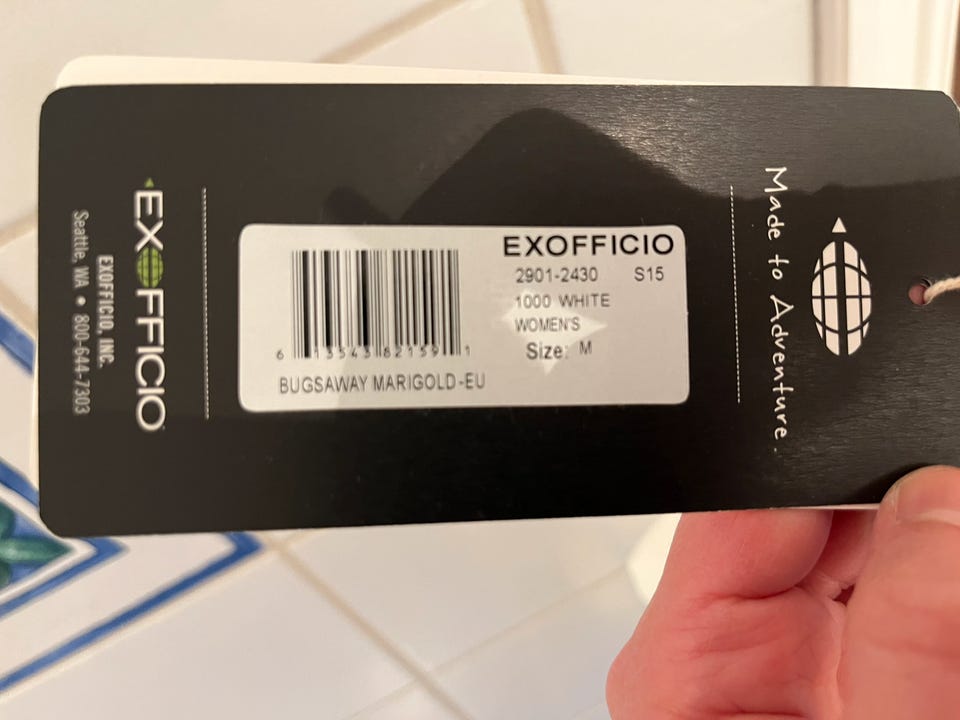 EXOFFICIO
EXOFFICIO, INC.
Seattle, WA • 800-644-7303
EXOFFICIO
2901-2430 S15
1000 WHITE
WOMEN'S
Size: M
6 13543 82159 1
BUGSAWAY MARIGOLD-EU
Made to Adventure.